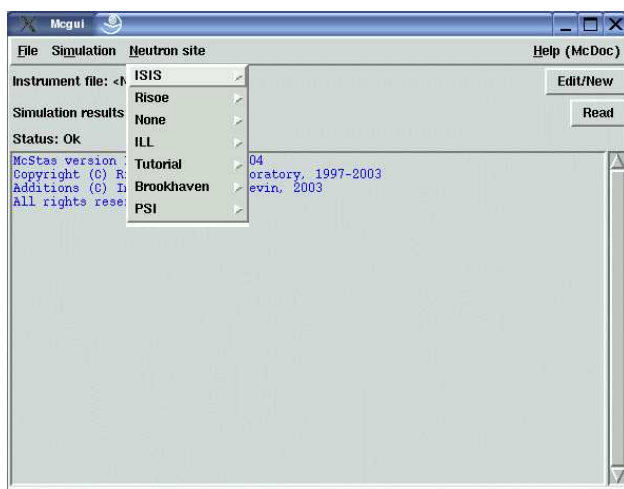 Mcgui
File Simulation Neutron site Help (McDoc)
Instrument file: <N Edit/New
Simulation results Read
Status: Ok
ISIS
Risoe
None
ILL
Tutorial
Brookhaven
PSI
McStas version 04
Copyright (C) R oratory, 1997-2003
Additions (C) I evin, 2003
All rights rese